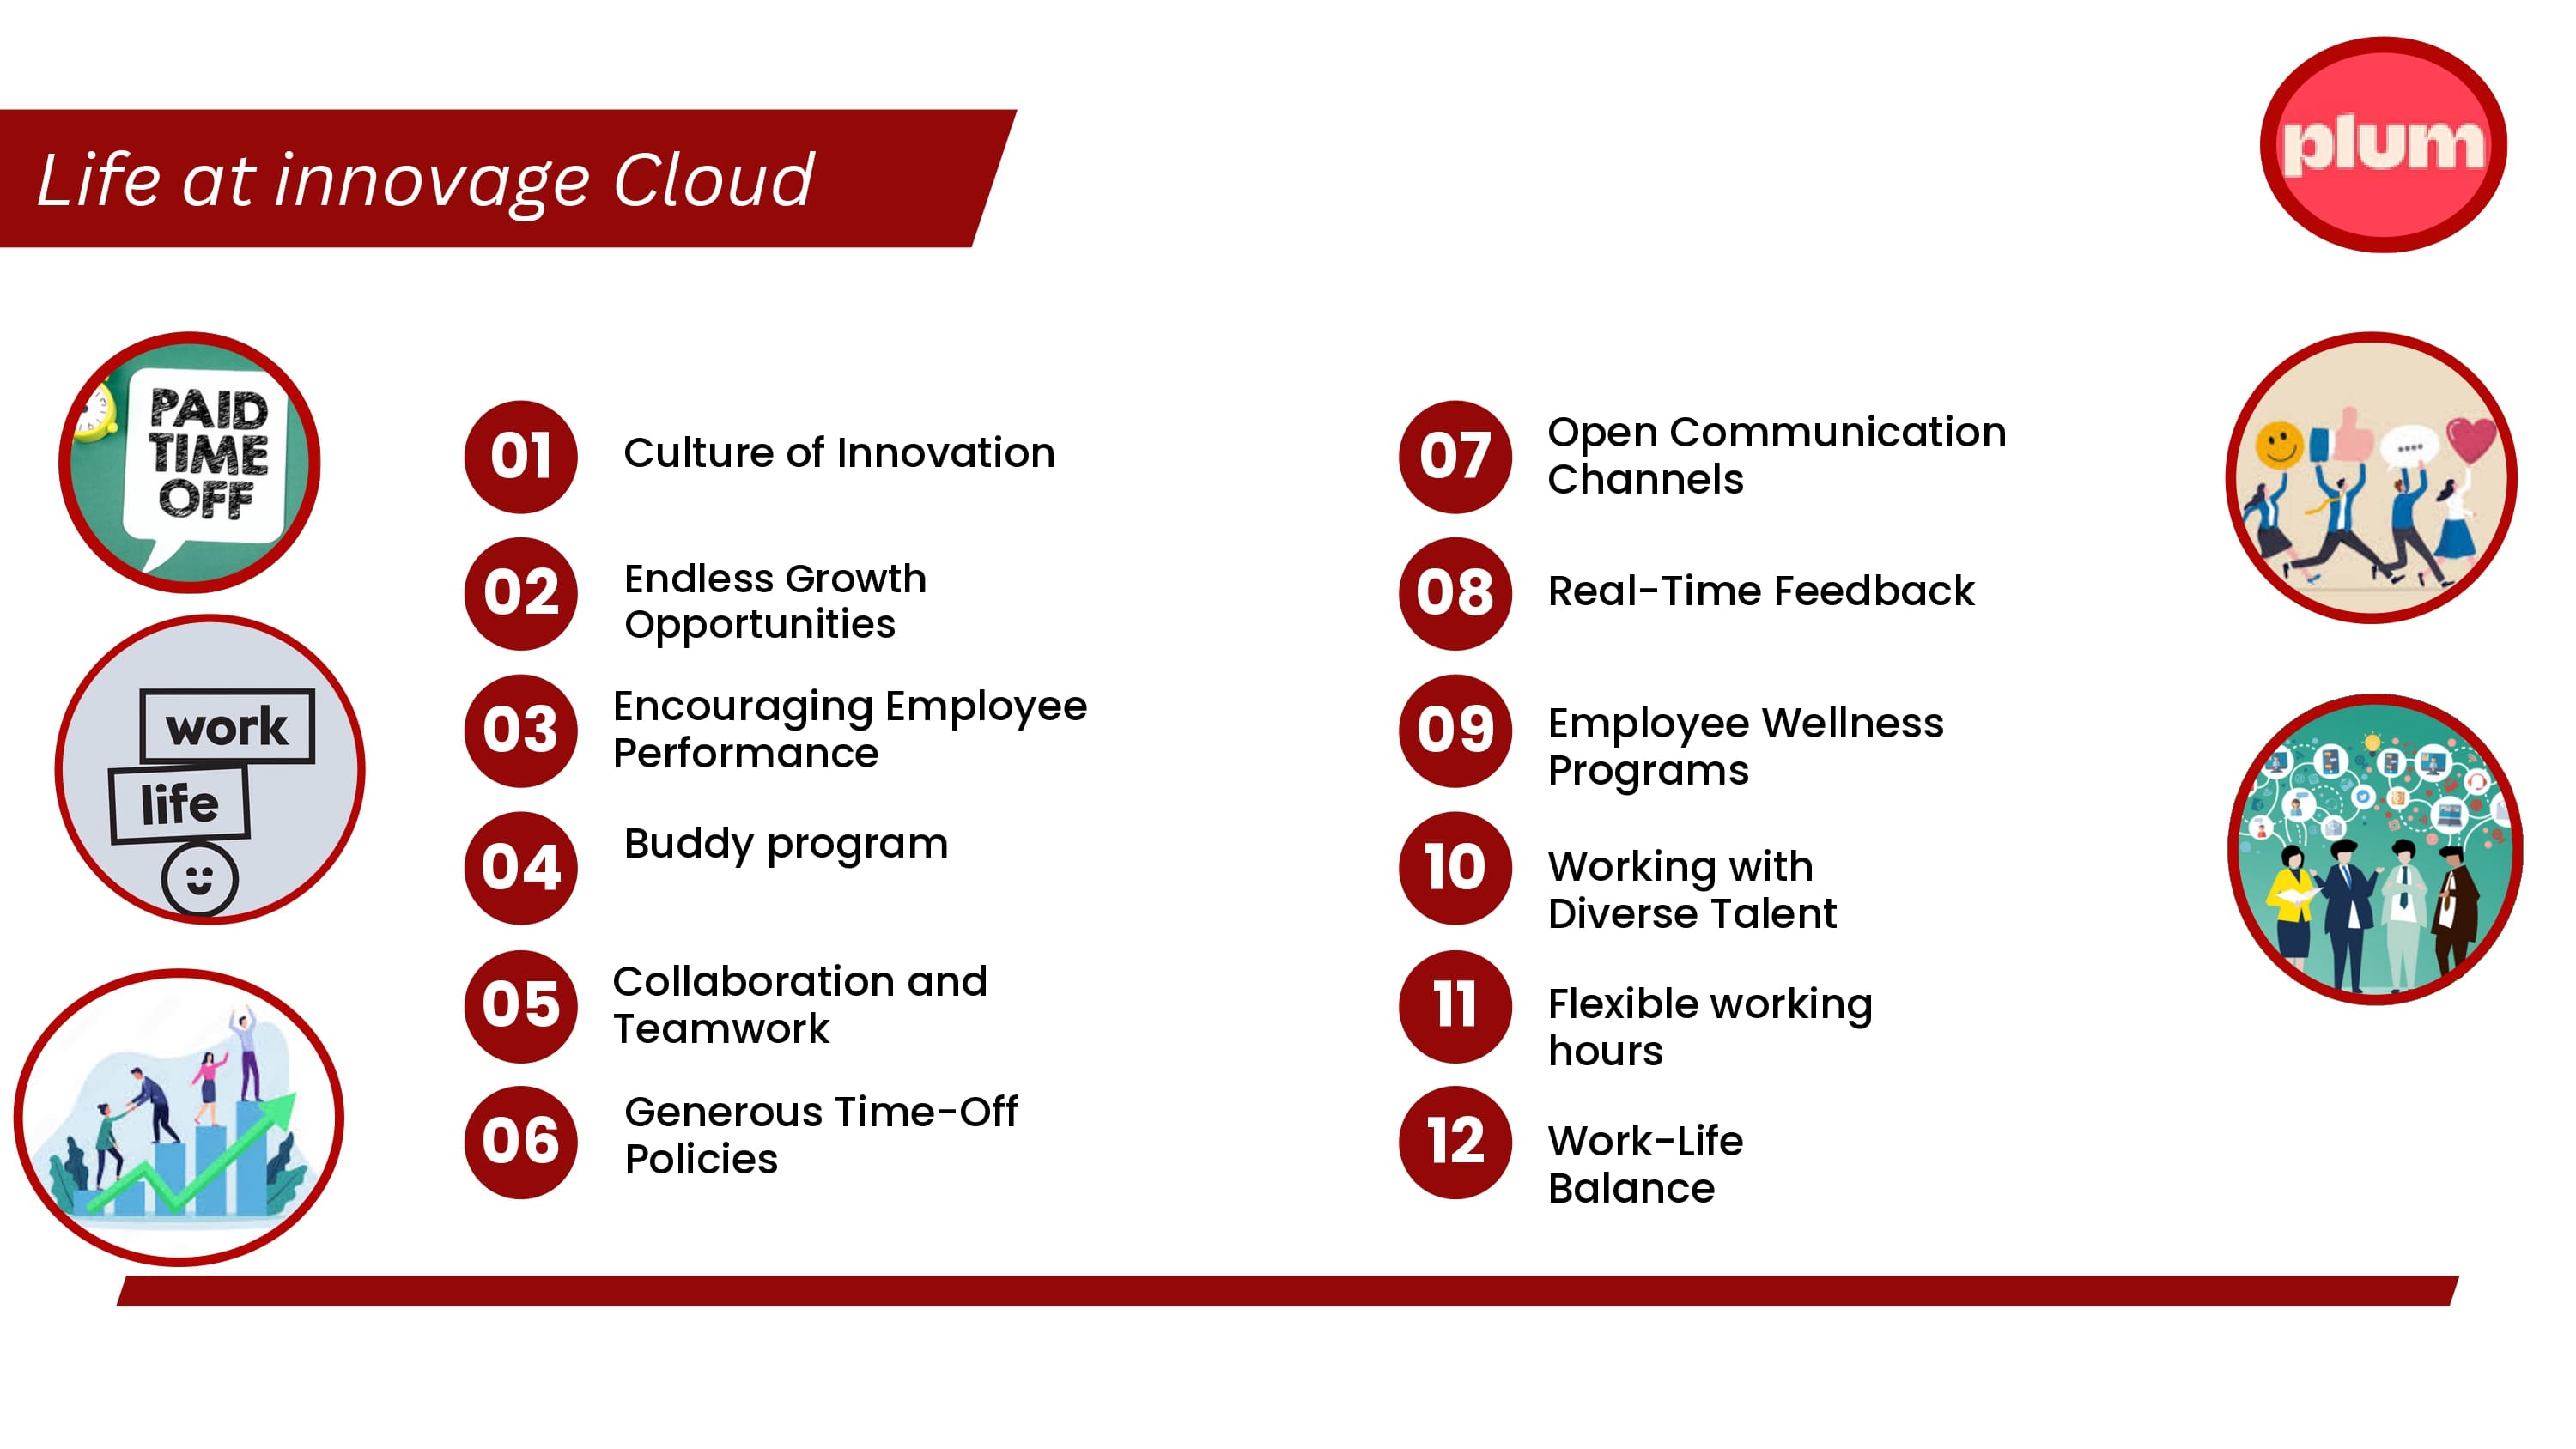 Life at innovage Cloud
plum
PAID
TIME
OFF
work
life
01
Culture of Innovation
02
Endless Growth
Opportunities
03
Encouraging Employee
Performance
04
Buddy program
05
Collaboration and
Teamwork
06
Generous Time-Off
Policies
07
Open Communication
Channels
08
Real-Time Feedback
09
Employee Wellness
Programs
10
Working with
Diverse Talent
11
Flexible working
hours
12
Work-Life
Balance